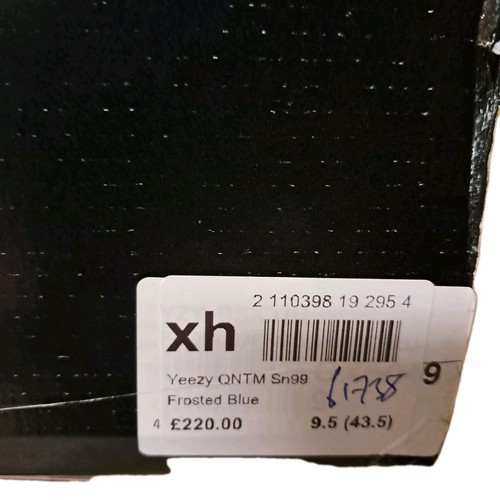 2 110398 19 295 4
xh
Yeezy QNTM Sn99
Frosted Blue
61738
9
4 £220.00 9.5 (43.5)